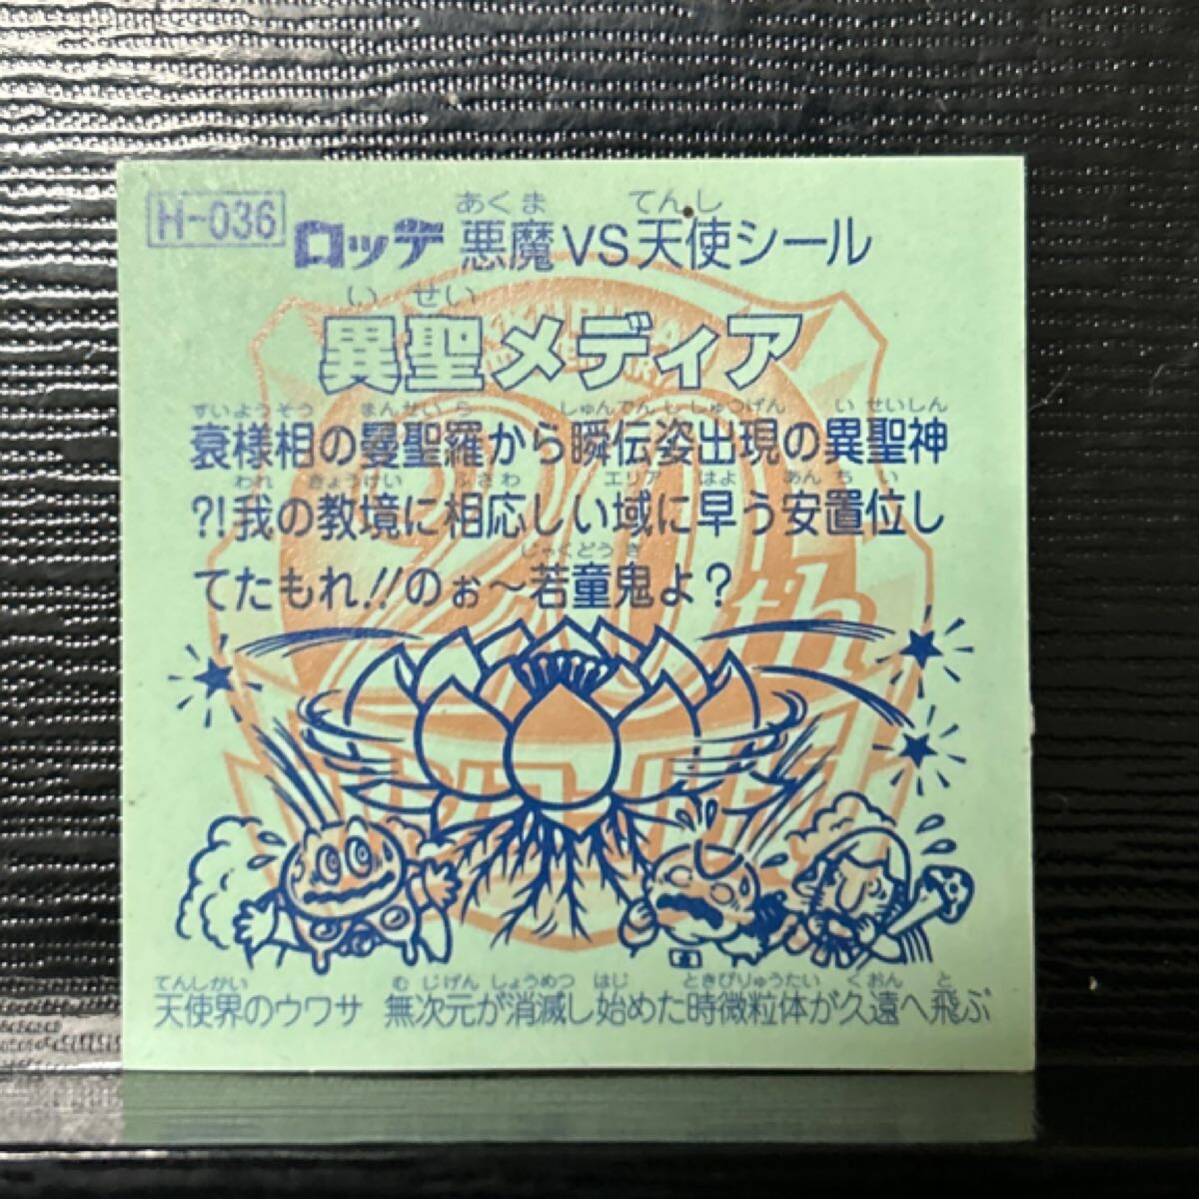 H-036
あくま てんし
ロッテ 悪魔VS天使シール
いせい
異聖メディア
すいようそう まんせいら しゅんでんししゅつげん いせいしん
衰様相の曼聖羅から瞬伝姿出現の異聖神
われ きょうけい ふさわ エリア はよ あんちい
?!我の教境に相応しい域に早う安置位し
じゃくどうき
てたもれ!!のぉ〜若童鬼よ?
20th
てんしかい むじげん しょうめつ はじ ときびりゅうたい くおん と
天使界のウワサ 無次元が消滅し始めた時微粒体が久遠へ飛ぶ